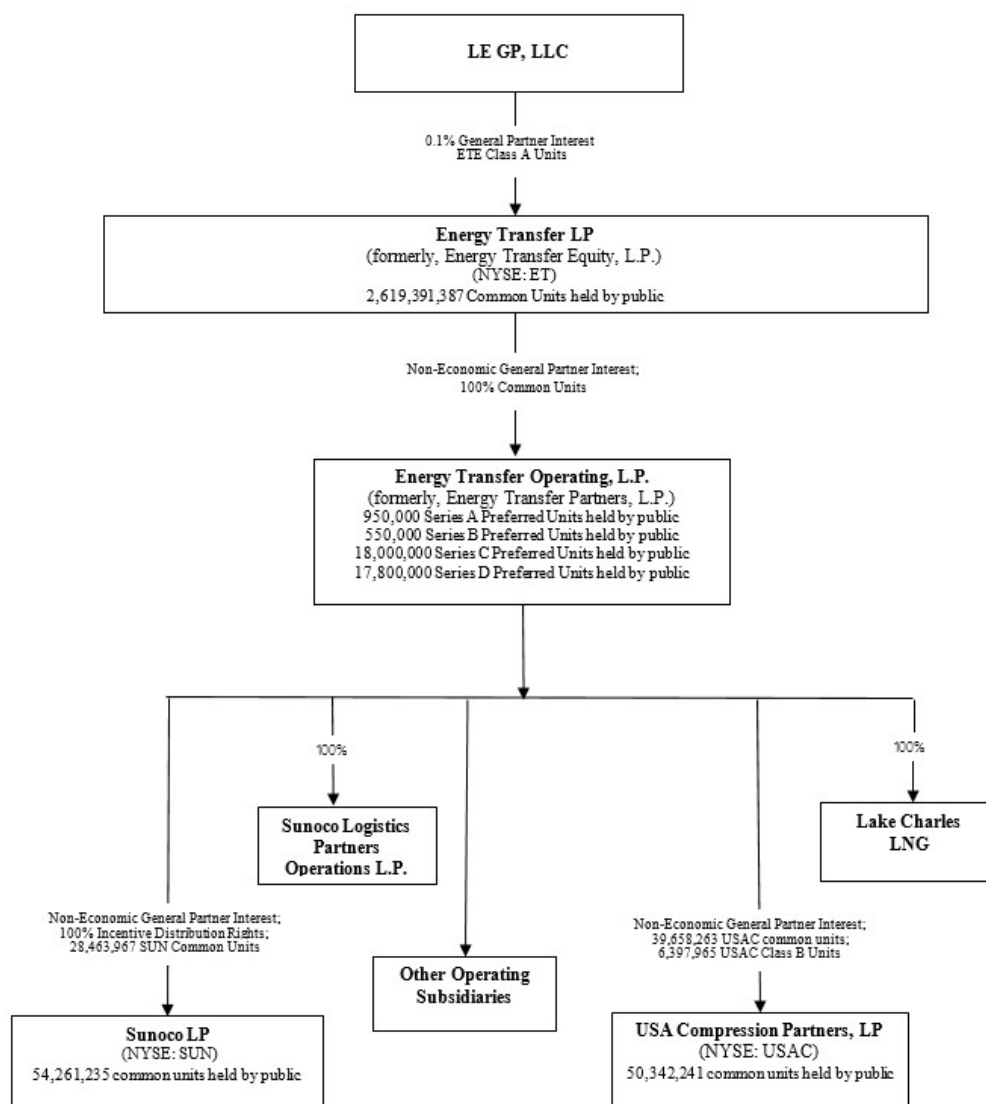 LE GP, LLC
0.1% General Partner Interest
ETE Class A Units
Energy Transfer LP
(formerly, Energy Transfer Equity, L.P.)
(NYSE: ET)
2,619,391,387 Common Units held by public
Non-Economic General Partner Interest;
100% Common Units
Energy Transfer Operating, L.P.
(formerly, Energy Transfer Partners, L.P.)
950,000 Series A Preferred Units held by public
550,000 Series B Preferred Units held by public
18,000,000 Series C Preferred Units held by public
17,800,000 Series D Preferred Units held by public
100%
100%
Sunoco Logistics
Partners
Operations L.P.
Lake Charles
LNG
Non-Economic General Partner Interest;
100% Incentive Distribution Rights;
28,463,967 SUN Common Units
Non-Economic General Partner Interest;
39,658,263 USAC common units;
6,397,965 USAC Class B Units
Other Operating
Subsidiaries
Sunoco LP
(NYSE: SUN)
54,261,235 common units held by public
USA Compression Partners, LP
(NYSE: USAC)
50,342,241 common units held by public